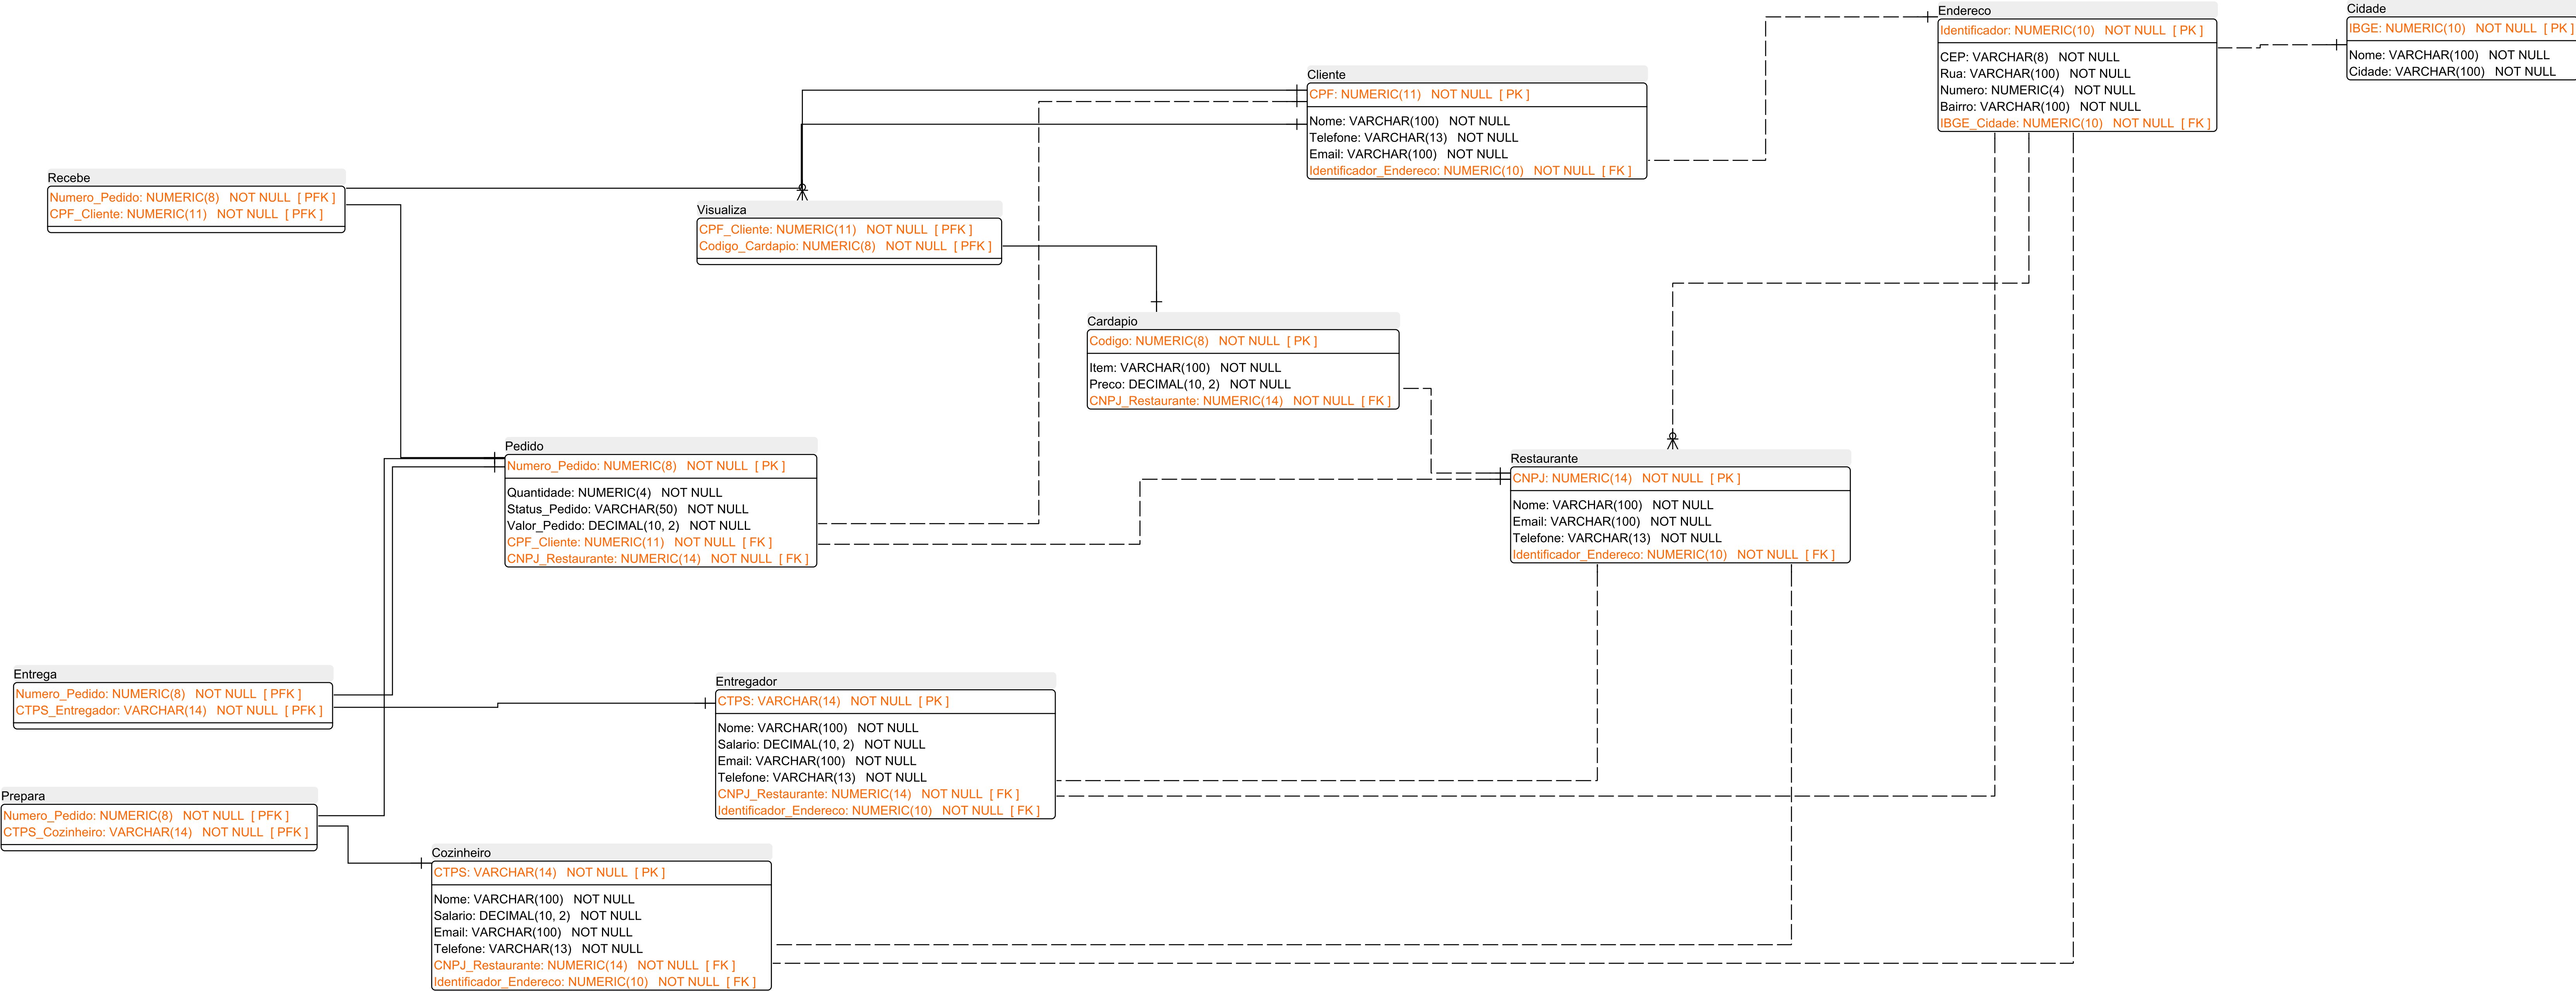 Endereco
Identificador: NUMERIC(10) NOT NULL [ PK ]
CEP: VARCHAR(8) NOT NULL
Rua: VARCHAR(100) NOT NULL
Numero: NUMERIC(4) NOT NULL
Bairro: VARCHAR(100) NOT NULL
IBGE_Cidade: NUMERIC(10) NOT NULL [ FK ]
Cidade
IBGE: NUMERIC(10) NOT NULL [ PK ]
Nome: VARCHAR(100) NOT NULL
Cidade: VARCHAR(100) NOT NULL
Cliente
CPF: NUMERIC(11) NOT NULL [ PK ]
Nome: VARCHAR(100) NOT NULL
Telefone: VARCHAR(13) NOT NULL
Email: VARCHAR(100) NOT NULL
Identificador_Endereco: NUMERIC(10) NOT NULL [ FK ]
Recebe
Numero_Pedido: NUMERIC(8) NOT NULL [ PFK ]
CPF_Cliente: NUMERIC(11) NOT NULL [ PFK ]
Visualiza
CPF_Cliente: NUMERIC(11) NOT NULL [ PFK ]
Codigo_Cardapio: NUMERIC(8) NOT NULL [ PFK ]
Cardapio
Codigo: NUMERIC(8) NOT NULL [ PK ]
Item: VARCHAR(100) NOT NULL
Preco: DECIMAL(10, 2) NOT NULL
CNPJ_Restaurante: NUMERIC(14) NOT NULL [ FK ]
Pedido
Numero_Pedido: NUMERIC(8) NOT NULL [ PK ]
Quantidade: NUMERIC(4) NOT NULL
Status_Pedido: VARCHAR(50) NOT NULL
Valor_Pedido: DECIMAL(10, 2) NOT NULL
CPF_Cliente: NUMERIC(11) NOT NULL [ FK ]
CNPJ_Restaurante: NUMERIC(14) NOT NULL [ FK ]
Restaurante
CNPJ: NUMERIC(14) NOT NULL [ PK ]
Nome: VARCHAR(100) NOT NULL
Email: VARCHAR(100) NOT NULL
Telefone: VARCHAR(13) NOT NULL
Identificador_Endereco: NUMERIC(10) NOT NULL [ FK ]
Entrega
Numero_Pedido: NUMERIC(8) NOT NULL [ PFK ]
CTPS_Entregador: VARCHAR(14) NOT NULL [ PFK ]
Entregador
CTPS: VARCHAR(14) NOT NULL [ PK ]
Nome: VARCHAR(100) NOT NULL
Salario: DECIMAL(10, 2) NOT NULL
Email: VARCHAR(100) NOT NULL
Telefone: VARCHAR(13) NOT NULL
CNPJ_Restaurante: NUMERIC(14) NOT NULL [ FK ]
Identificador_Endereco: NUMERIC(10) NOT NULL [ FK ]
Prepara
Numero_Pedido: NUMERIC(8) NOT NULL [ PFK ]
CTPS_Cozinheiro: VARCHAR(14) NOT NULL [ PFK ]
Cozinheiro
CTPS: VARCHAR(14) NOT NULL [ PK ]
Nome: VARCHAR(100) NOT NULL
Salario: DECIMAL(10, 2) NOT NULL
Email: VARCHAR(100) NOT NULL
Telefone: VARCHAR(13) NOT NULL
CNPJ_Restaurante: NUMERIC(14) NOT NULL [ FK ]
Identificador_Endereco: NUMERIC(10) NOT NULL [ FK ]